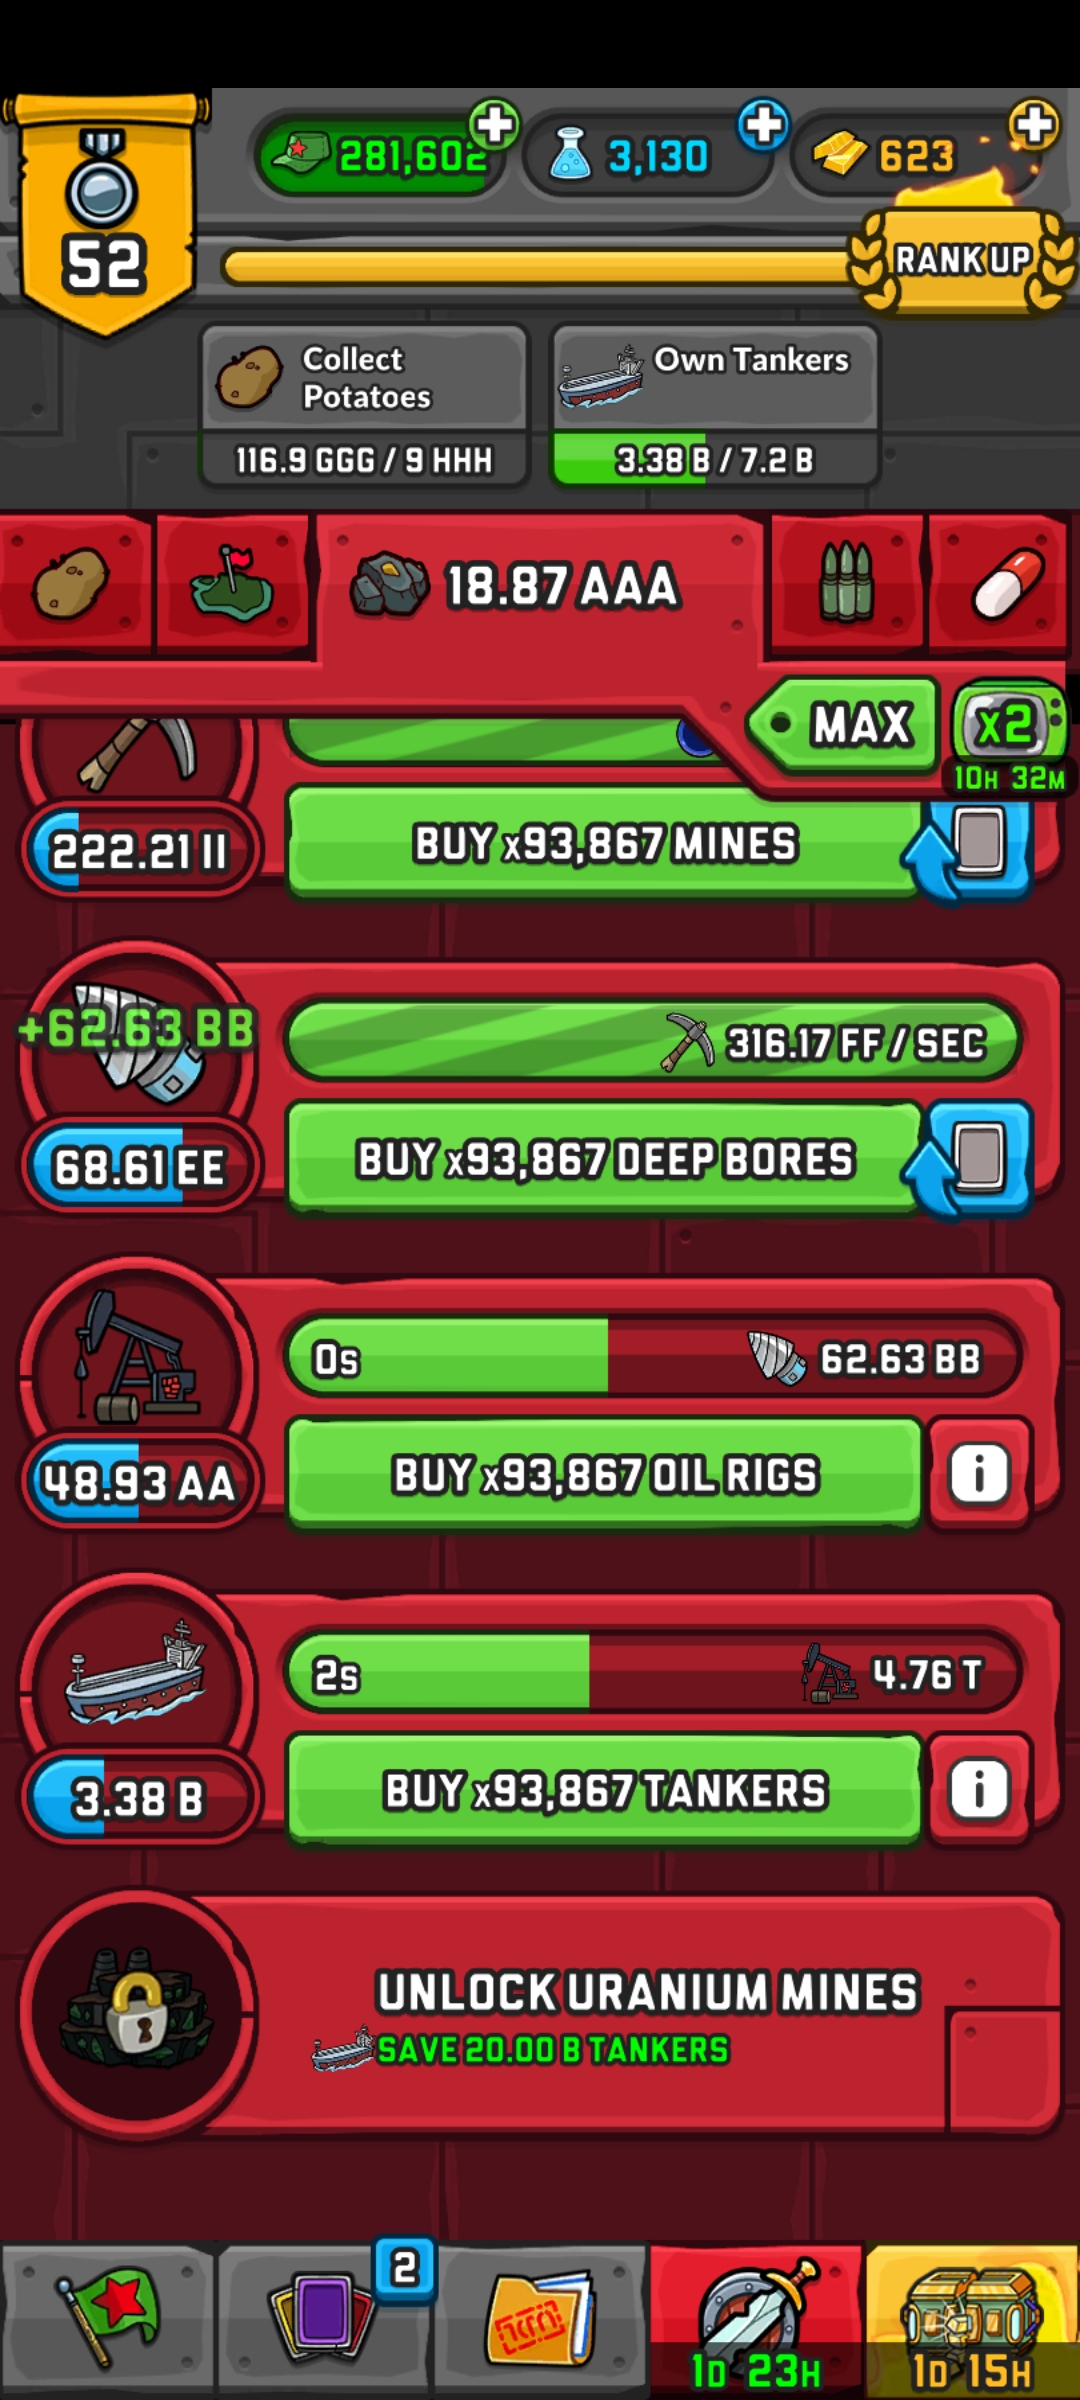 281,602
3,130
623
52
RANK UP
Collect
Potatoes
116.9 GGG / 9 HHH
Own Tankers
3.38 B / 7.2 B
18.87 AAA
MAX
X2
10H 32M
222.21 II
BUY x93,867 MINES
+62.63 BB
316.17 FF / SEC
68.61 EE
BUY x93,867 DEEP BORES
0s
62.63 BB
48.93 AA
BUY x93,867 OIL RIGS
i
2s
4.76 T
3.38 B
BUY x93,867 TANKERS
i
UNLOCK URANIUM MINES
SAVE 20.00 B TANKERS
2
1D 23H
1D 15H